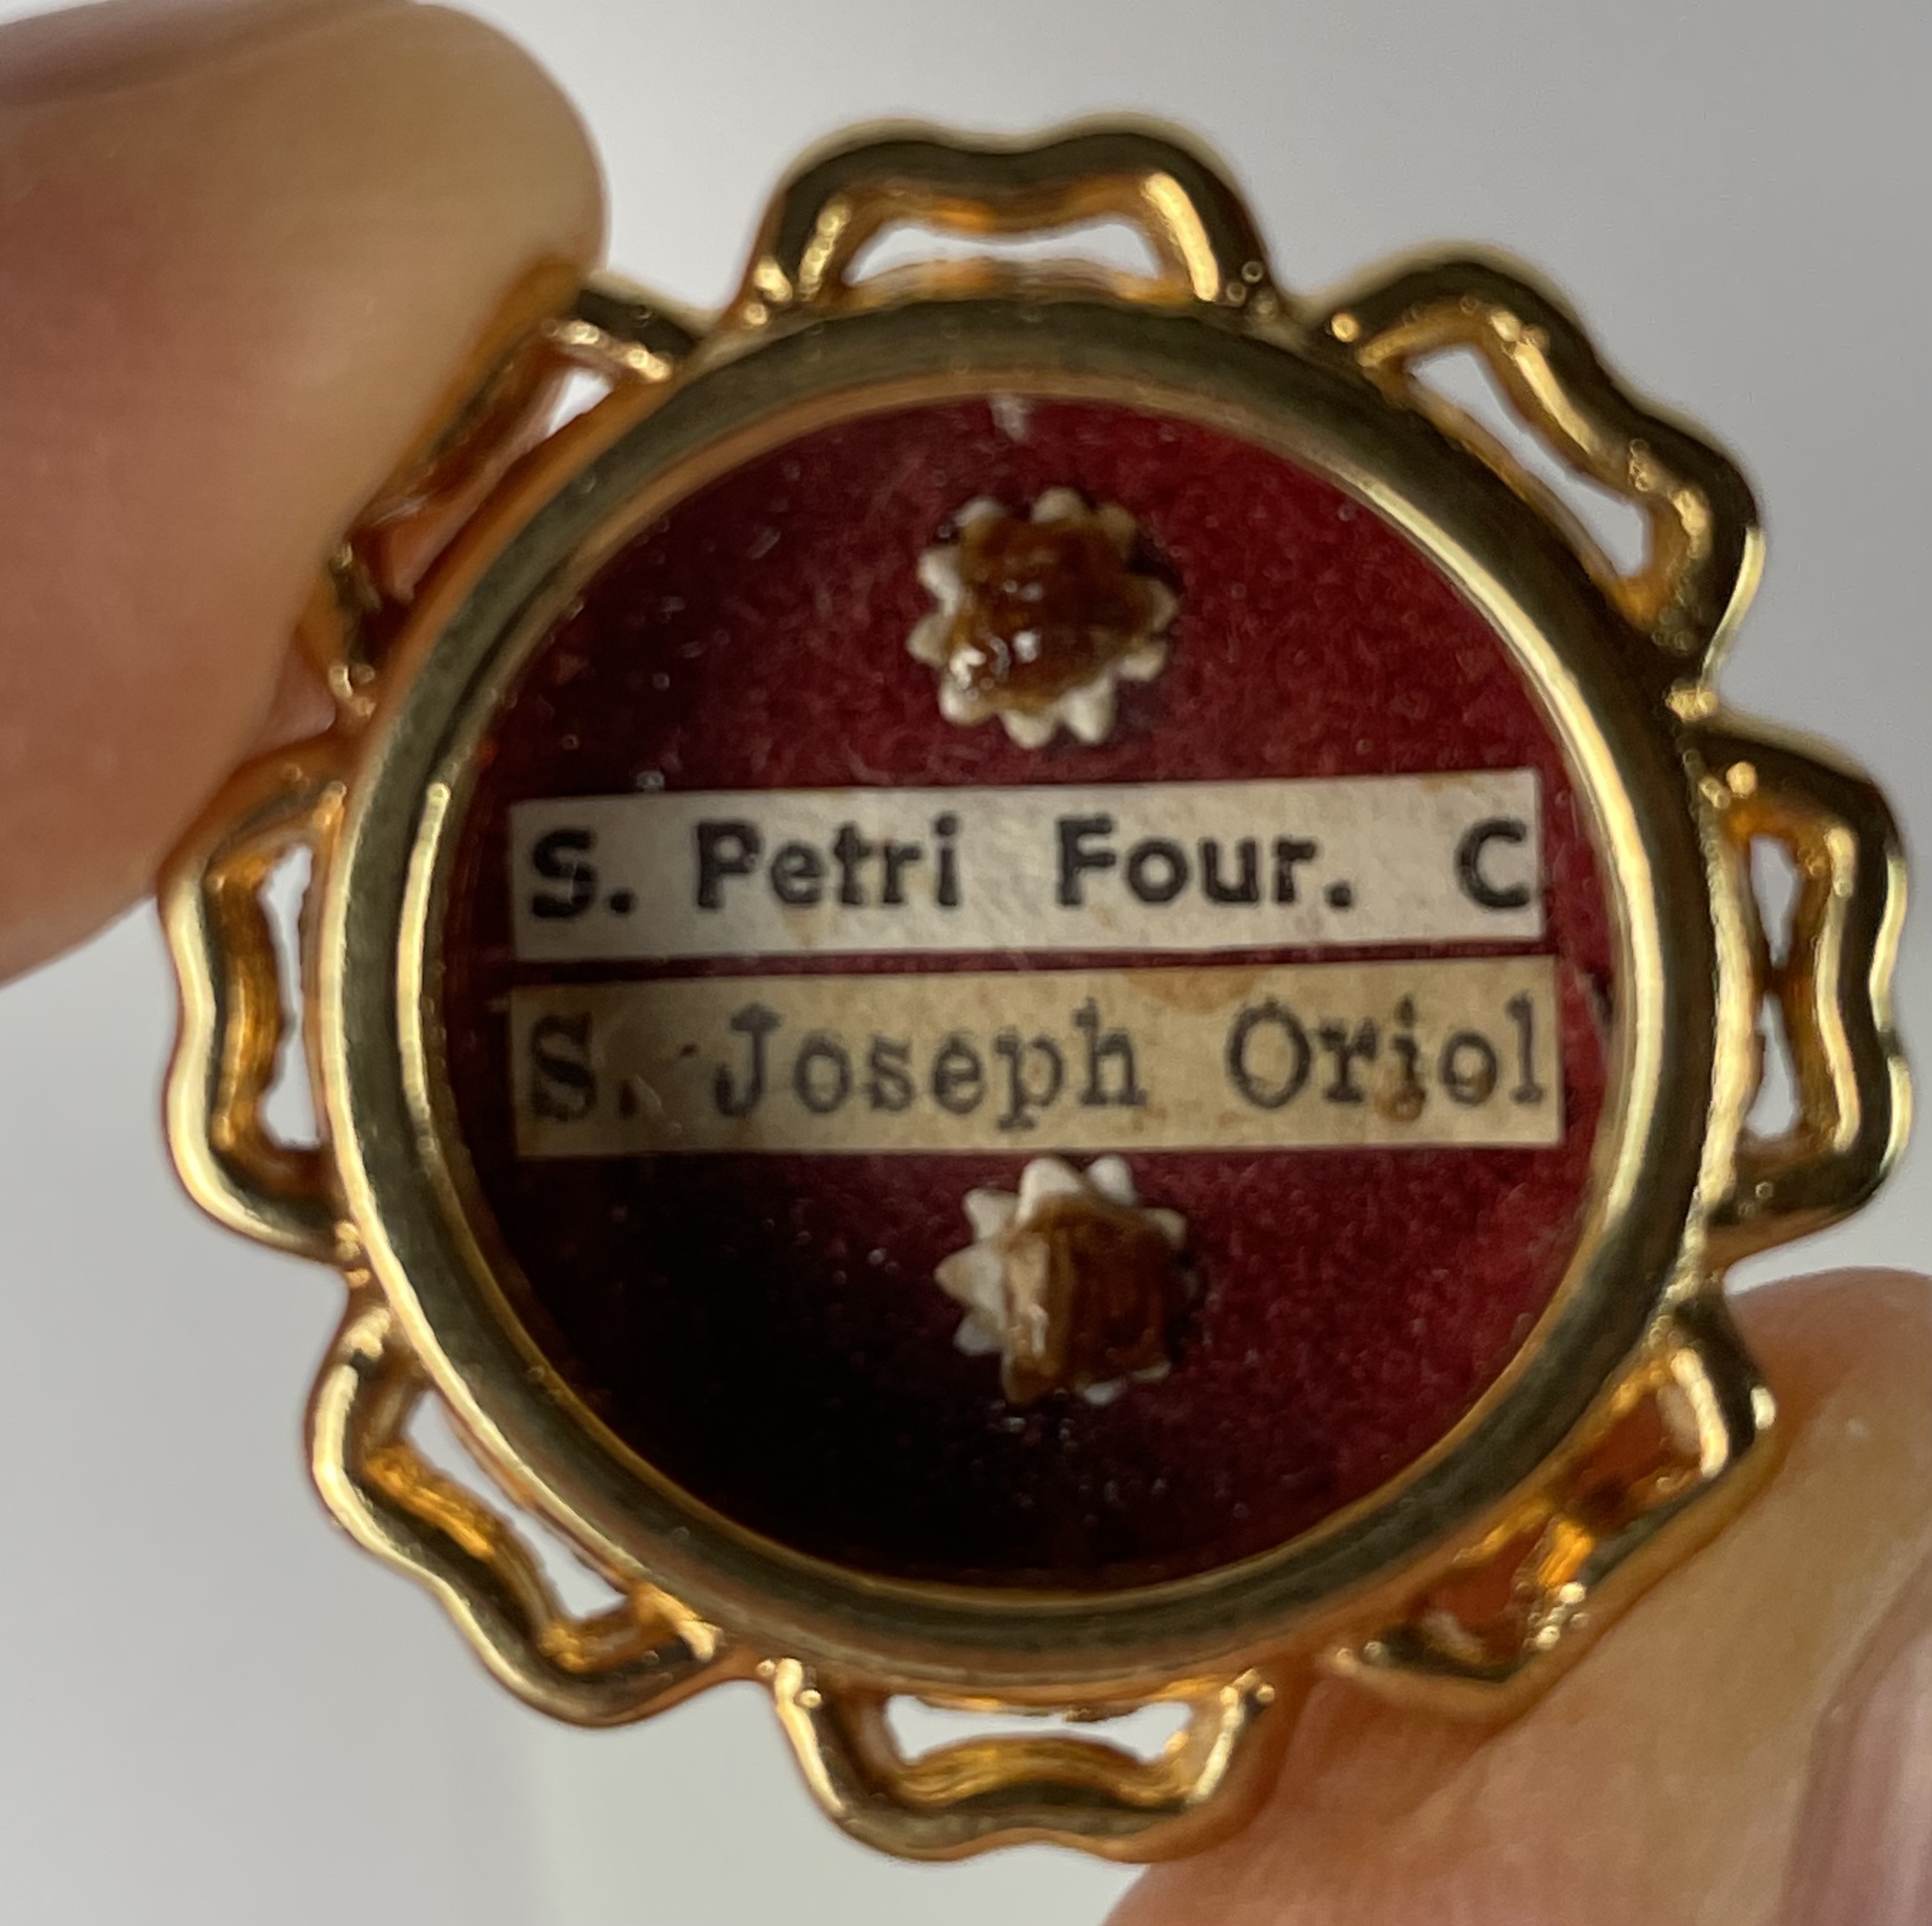 S. Petri Four. C
S. Joseph Oriol